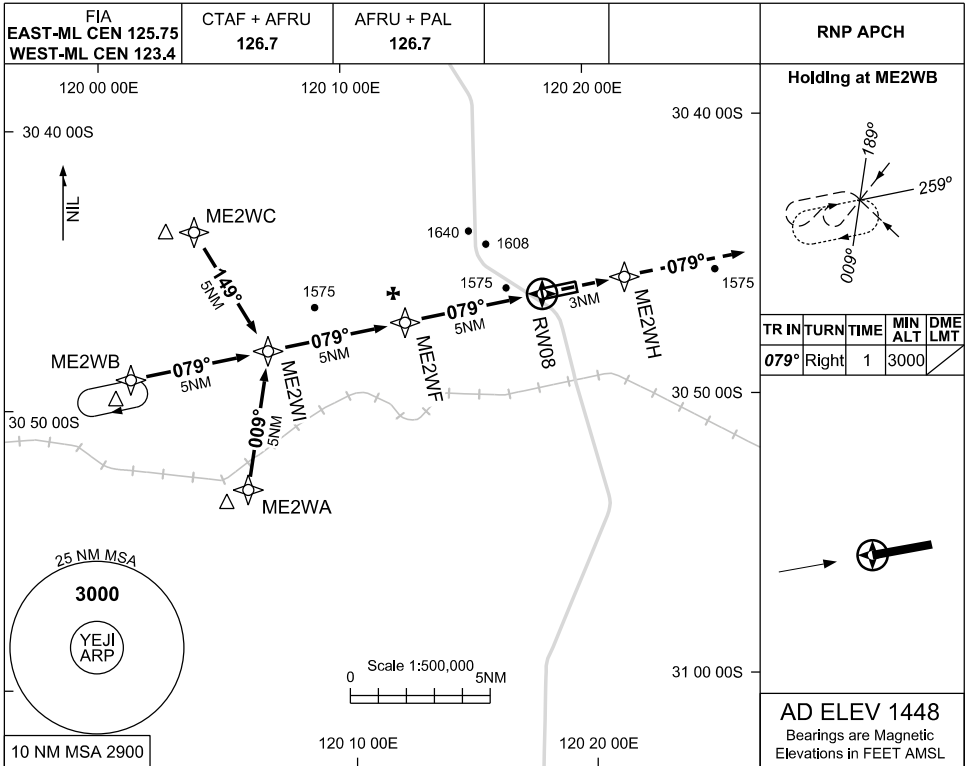 FIA
EAST-ML CEN 125.75
WEST-ML CEN 123.4
CTAF + AFRU
126.7
AFRU + PAL
126.7
RNP APCH
120 00 00E
120 10 00E
120 20 00E
30 40 00S
30 40 00S
NIL
ME2WC
149°
5NM
1640
1608
1575
1575
1575
079°
3NM
079°
5NM
079°
5NM
ME2WB
079°
5NM
ME2WI
ME2WF
RW08
ME2WH
30 50 00S
30 50 00S
009°
5NM
ME2WA
25 NM MSA
3000
YEJI
ARP
10 NM MSA 2900
Scale 1:500,000
0
5NM
31 00 00S
120 10 00E
120 20 00E
Holding at ME2WB
189°
259°
009°
TR IN TURN TIME MIN ALT DME LMT
079° Right 1 3000
AD ELEV 1448
Bearings are Magnetic
Elevations in FEET AMSL